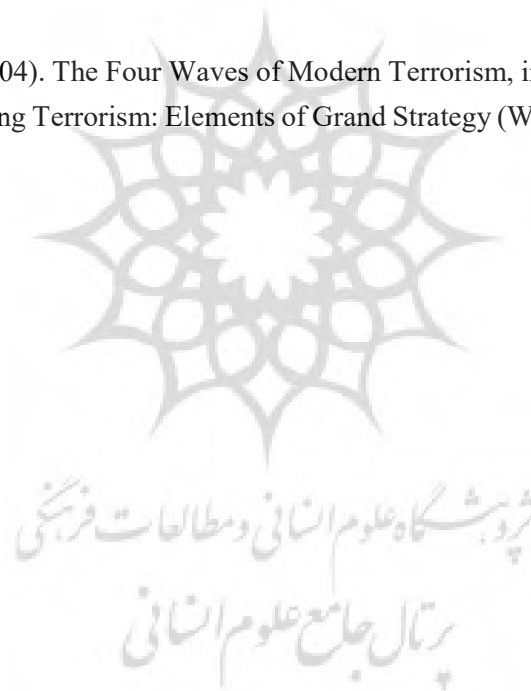 04). The Four Waves of Modern Terrorism, i
ng Terrorism: Elements of Grand Strategy (W
پژوهشگاه علوم انسانی و مطالعات فرهنگی
پرتال جامع علوم انسانی